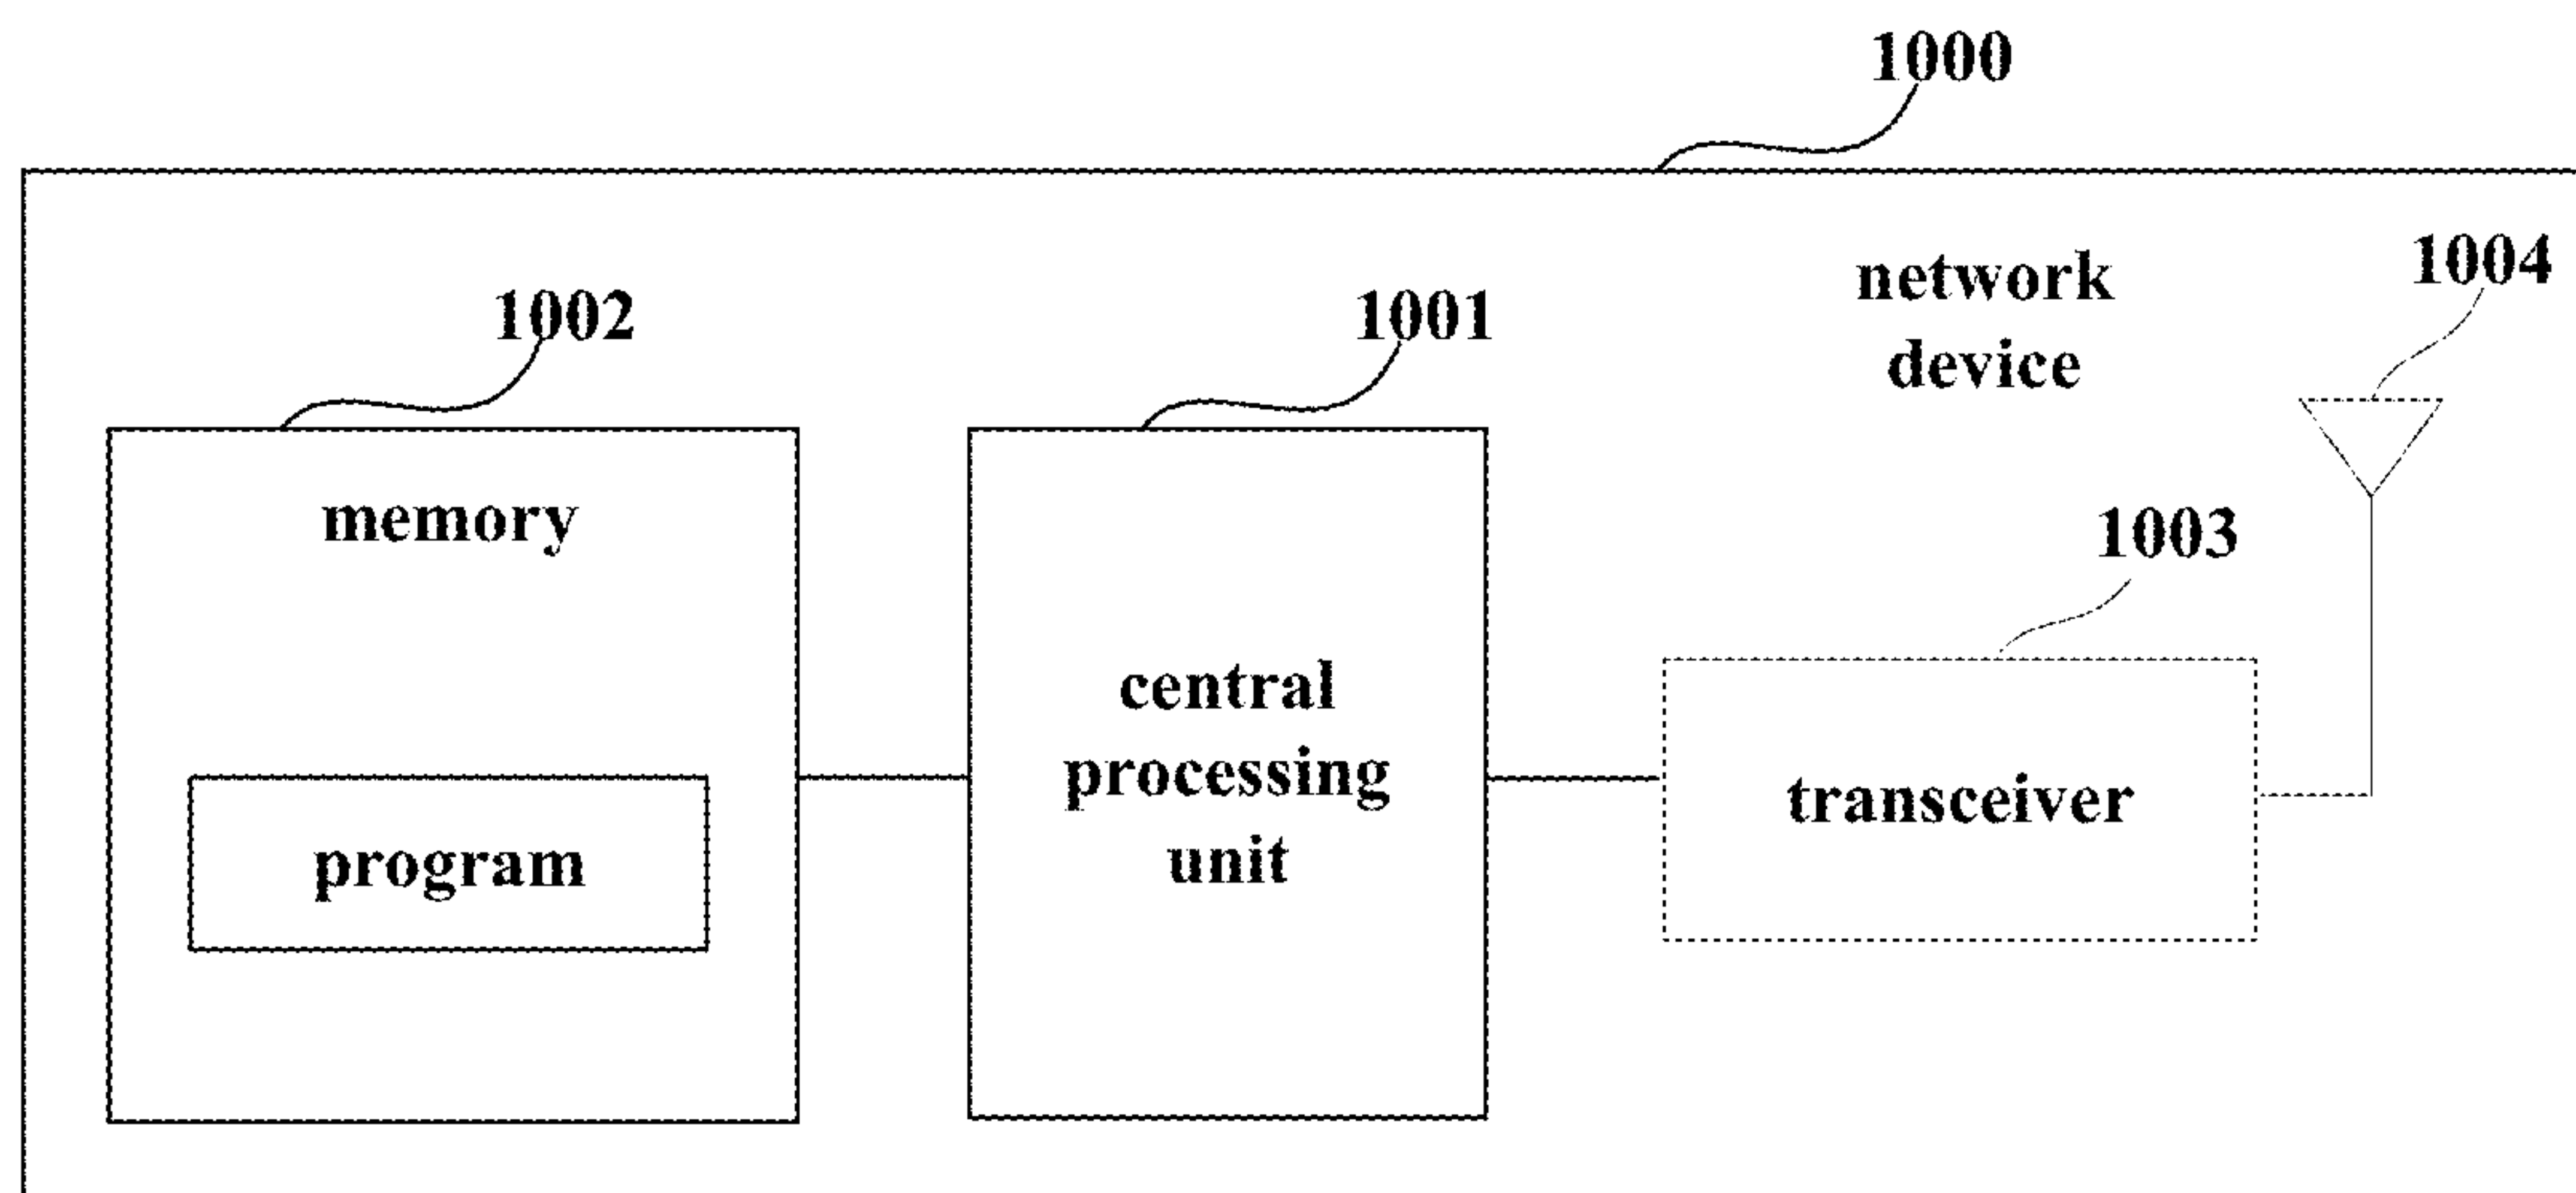 1000
network
device
1004
1002
1001
memory
1003
central
processing
unit
transceiver
program